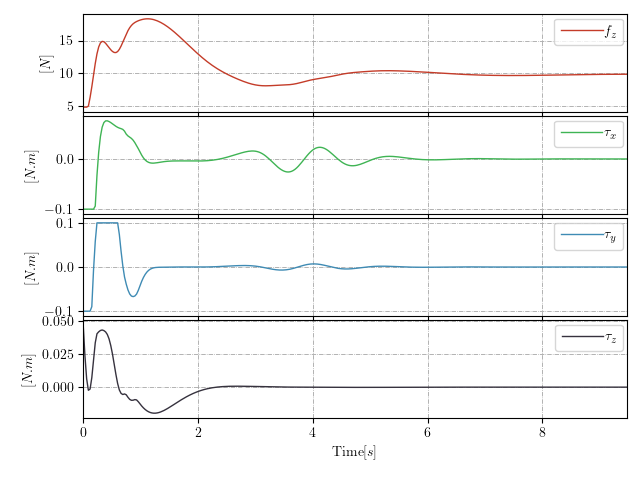 f_z
15
10
5
[N]
τ_x
0.0
−0.1
[N.m]
τ_y
0.1
0.0
−0.1
[N.m]
τ_z
0.050
0.025
0.000
[N.m]
0 2 4 6 8
Time[s]